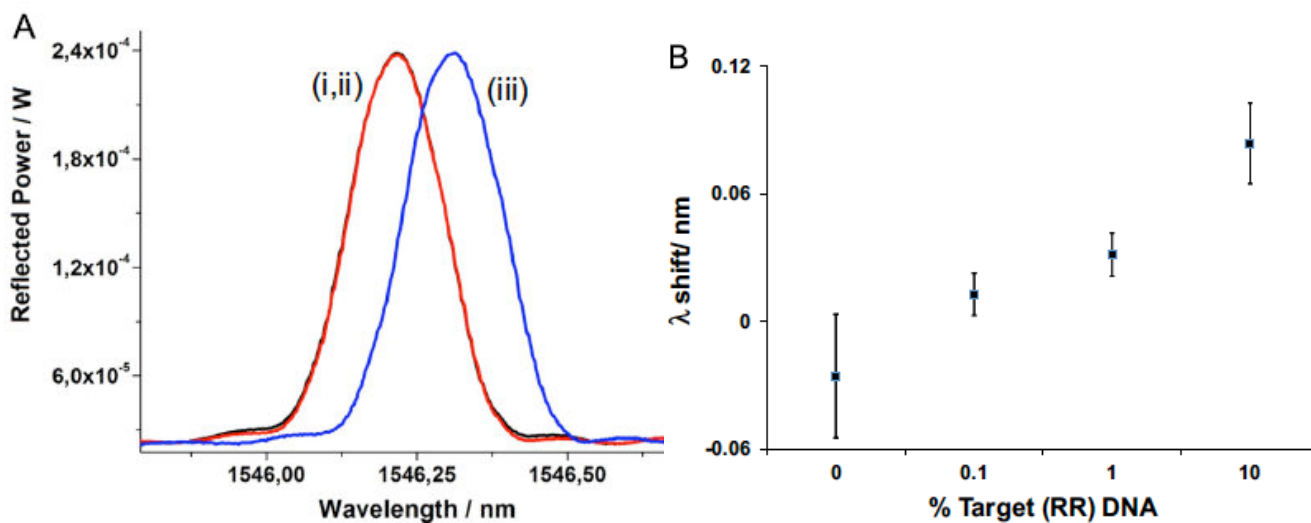 A
2,4x10⁻⁴
1,8x10⁻⁴
1,2x10⁻⁴
6,0x10⁻⁵
Reflected Power / W
(i,ii)
(iii)
1546,00 1546,25 1546,50
Wavelength / nm
B
0.12
0.06
0
-0.06
λ shift/ nm
0 0.1 1 10
% Target (RR) DNA